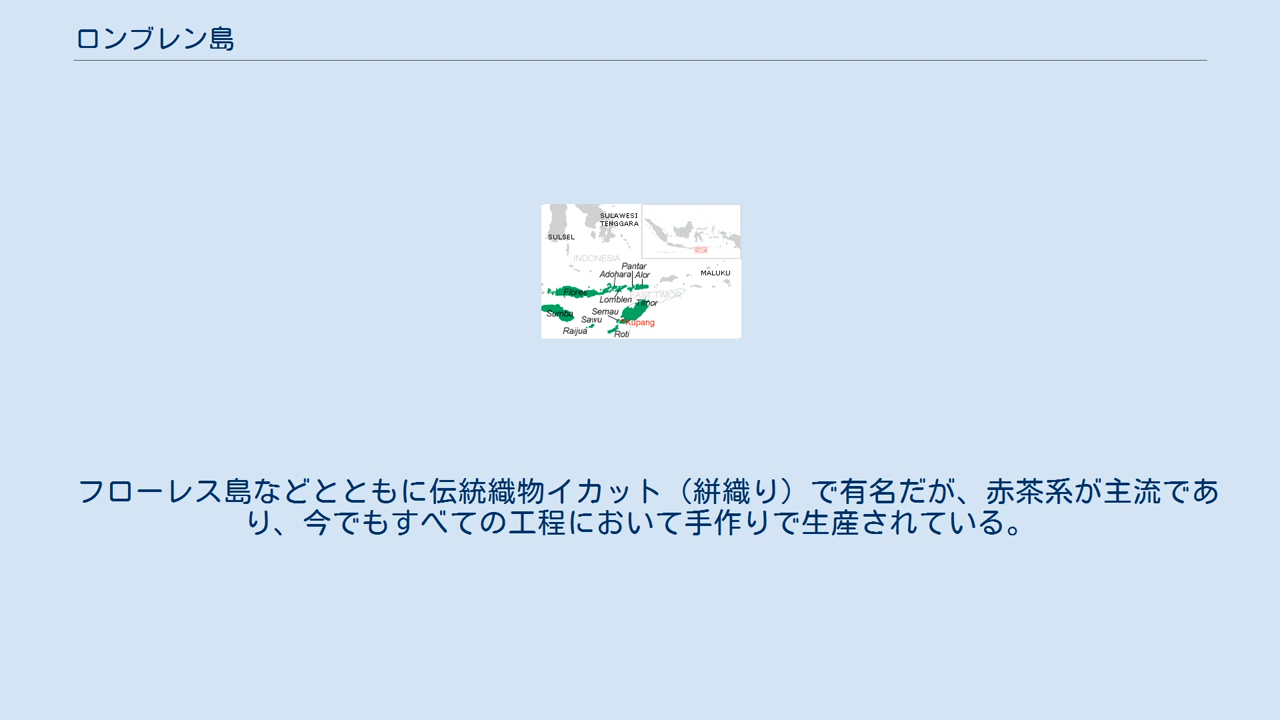 ロンブレン島
SULAWESI
TENGGARA
SULSEL
INDONESIA
Pantar
Adohara Alor
MALUKU
Flores
EAST TIMOR
Lomblen
Timor
Sumba
Semau
Sawu
Kupang
Raijua
Roti
フローレス島などとともに伝統織物イカット（絣織り）で有名だが、赤茶系が主流であ
り、今でもすべての工程において手作りで生産されている。